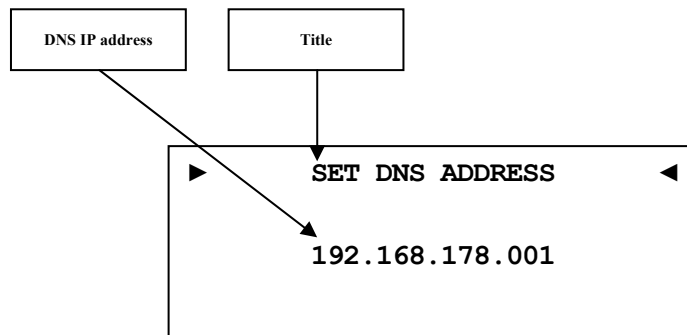 DNS IP address
Title
► SET DNS ADDRESS ◄
192.168.178.001